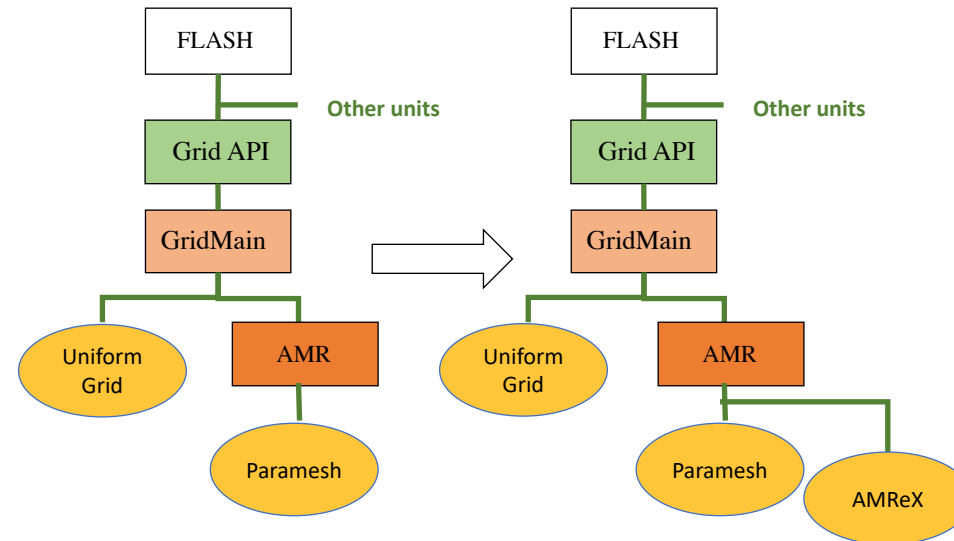 FLASH
Other units
Grid API
GridMain
Uniform
Grid
AMR
Paramesh
FLASH
Other units
Grid API
GridMain
Uniform
Grid
AMR
Paramesh
AMReX